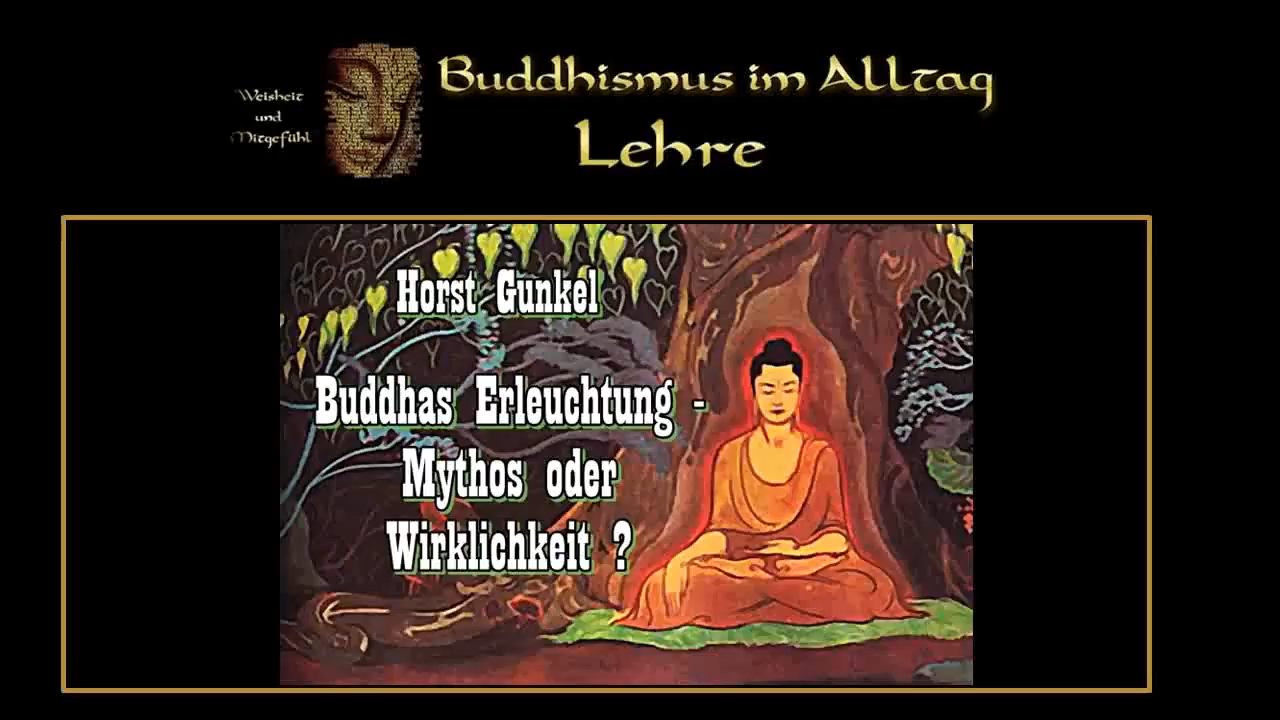 Buddhismus im Alltag
Lehre
Weisheit
und
Mitgefühl
Horst Gunkel
Buddhas Erleuchtung -
Mythos oder
Wirklichkeit ?